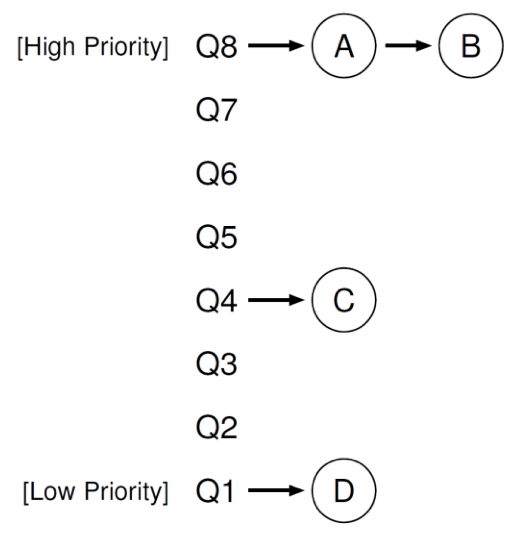 [High Priority] Q8 A B
Q7
Q6
Q5
Q4 C
Q3
Q2
[Low Priority] Q1 D